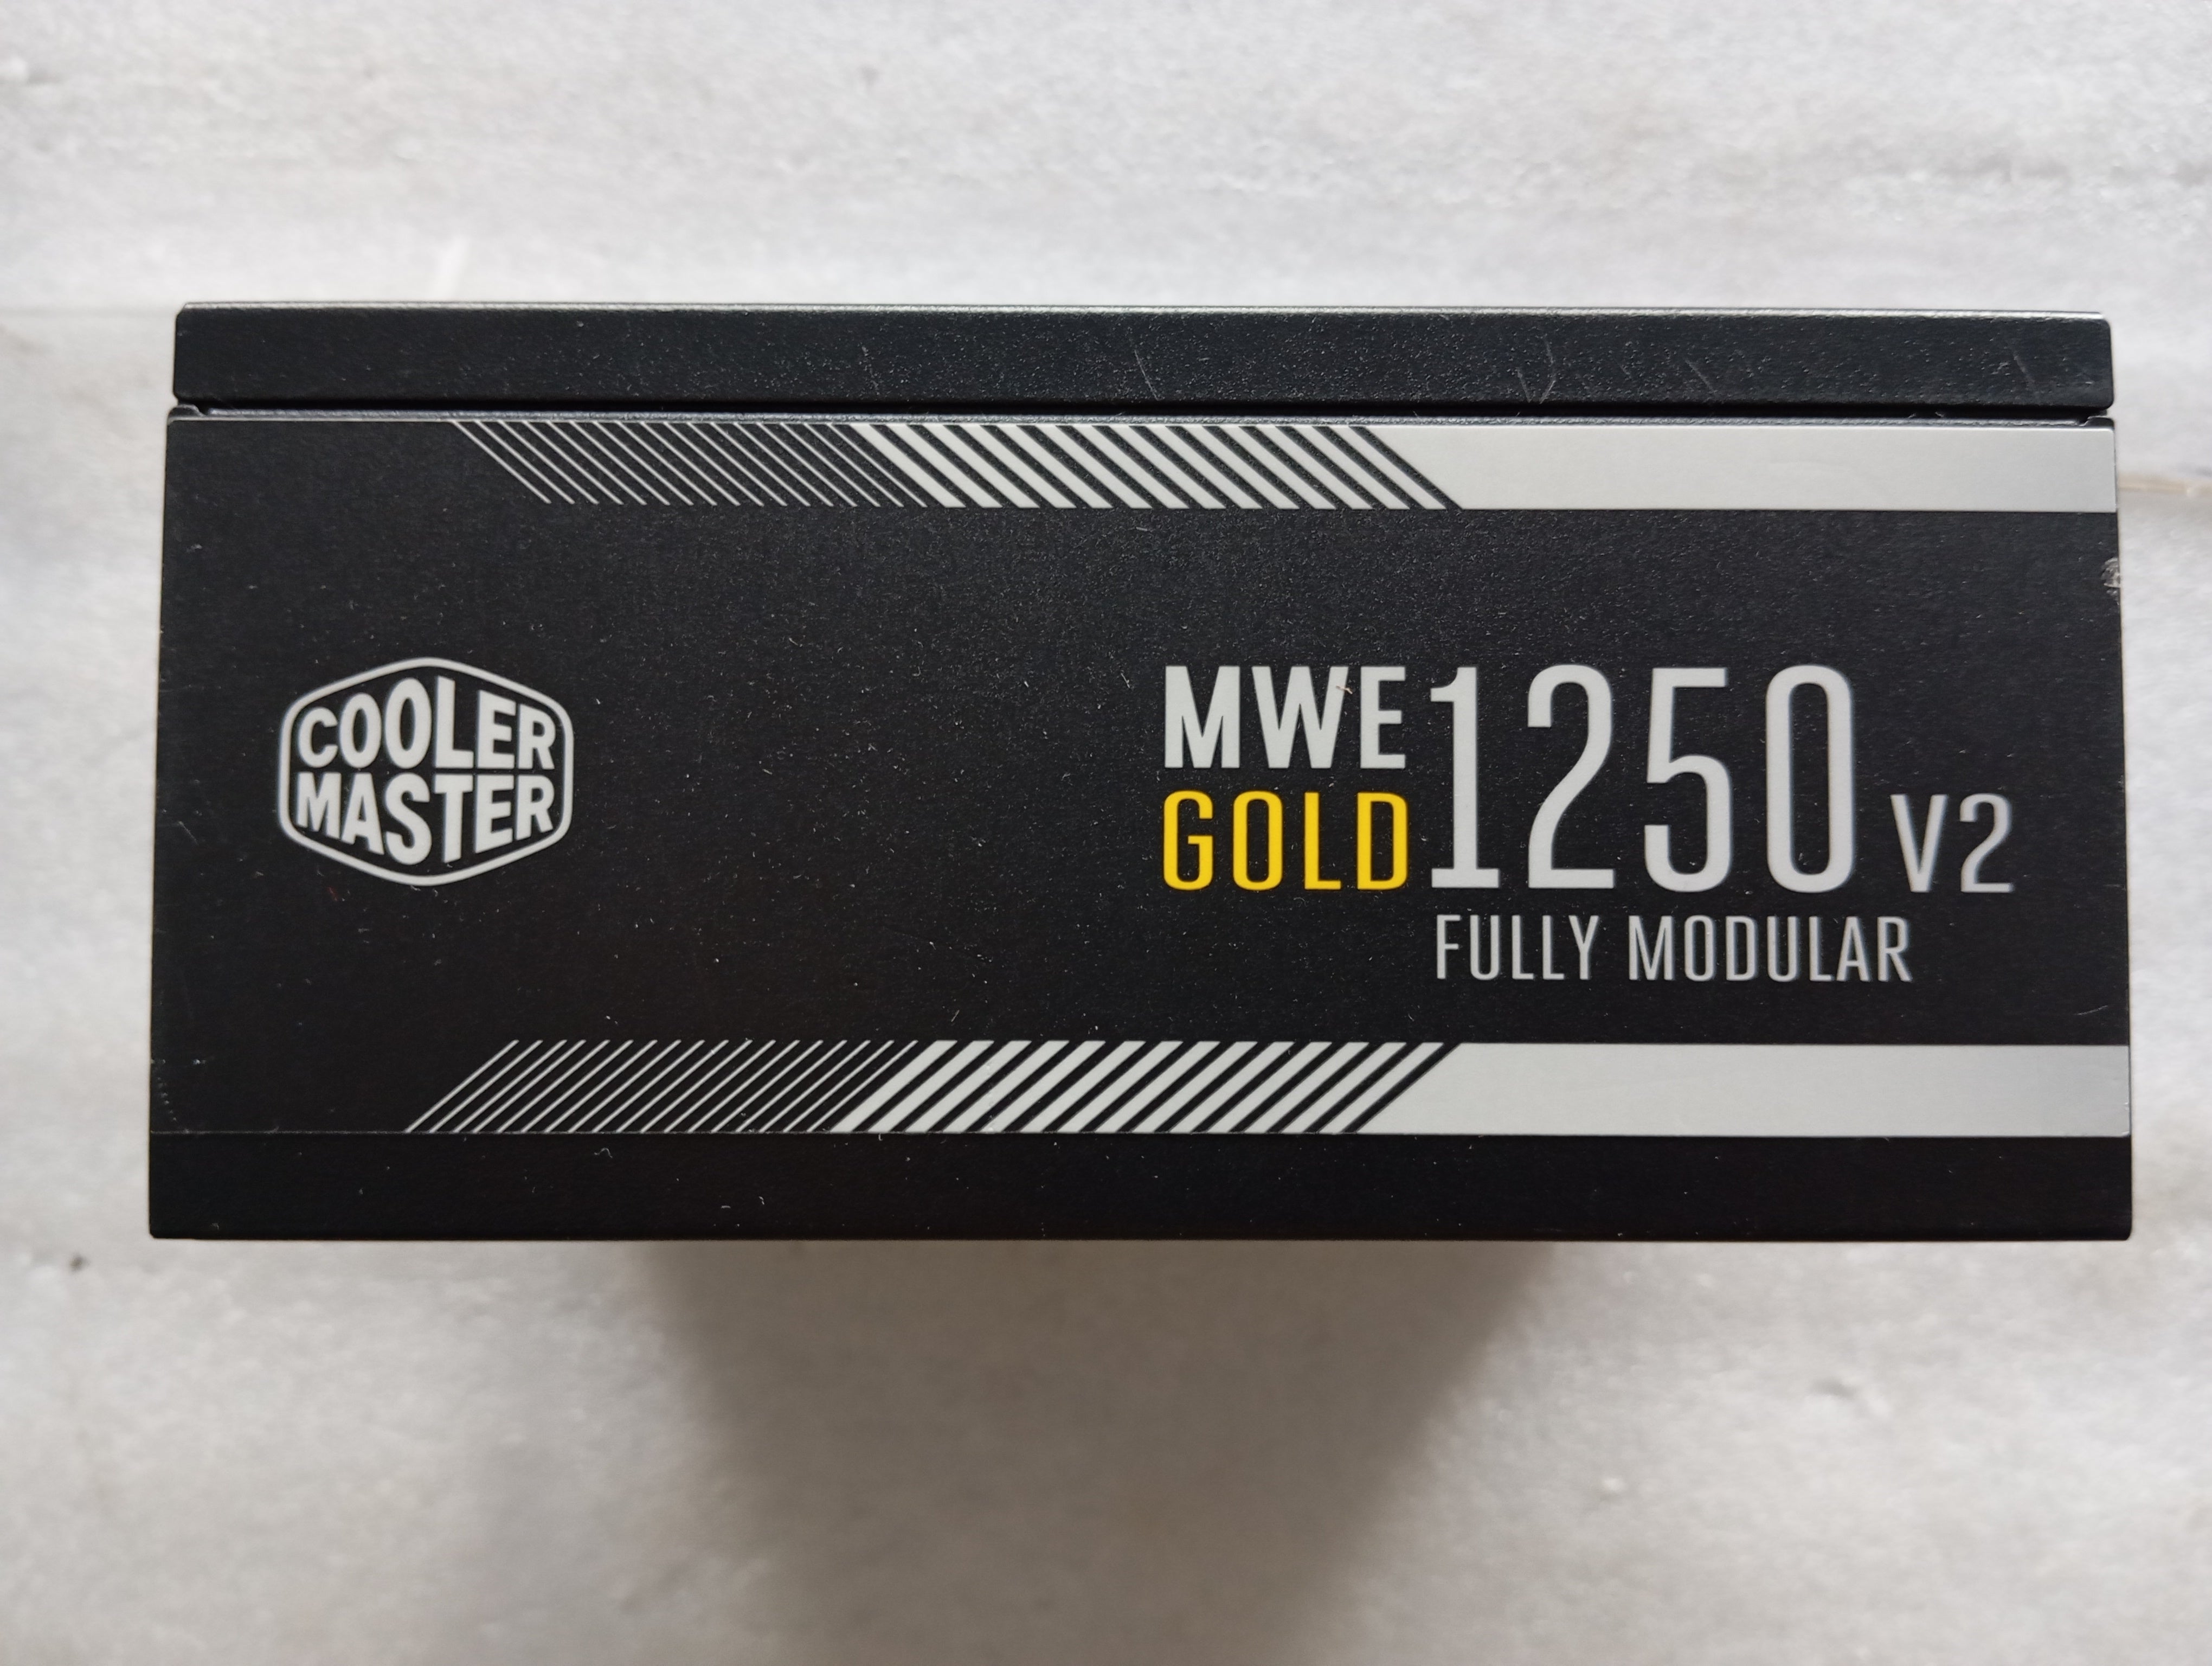 COOLER
MASTER
MWE
GOLD
1250 V2
FULLY MODULAR